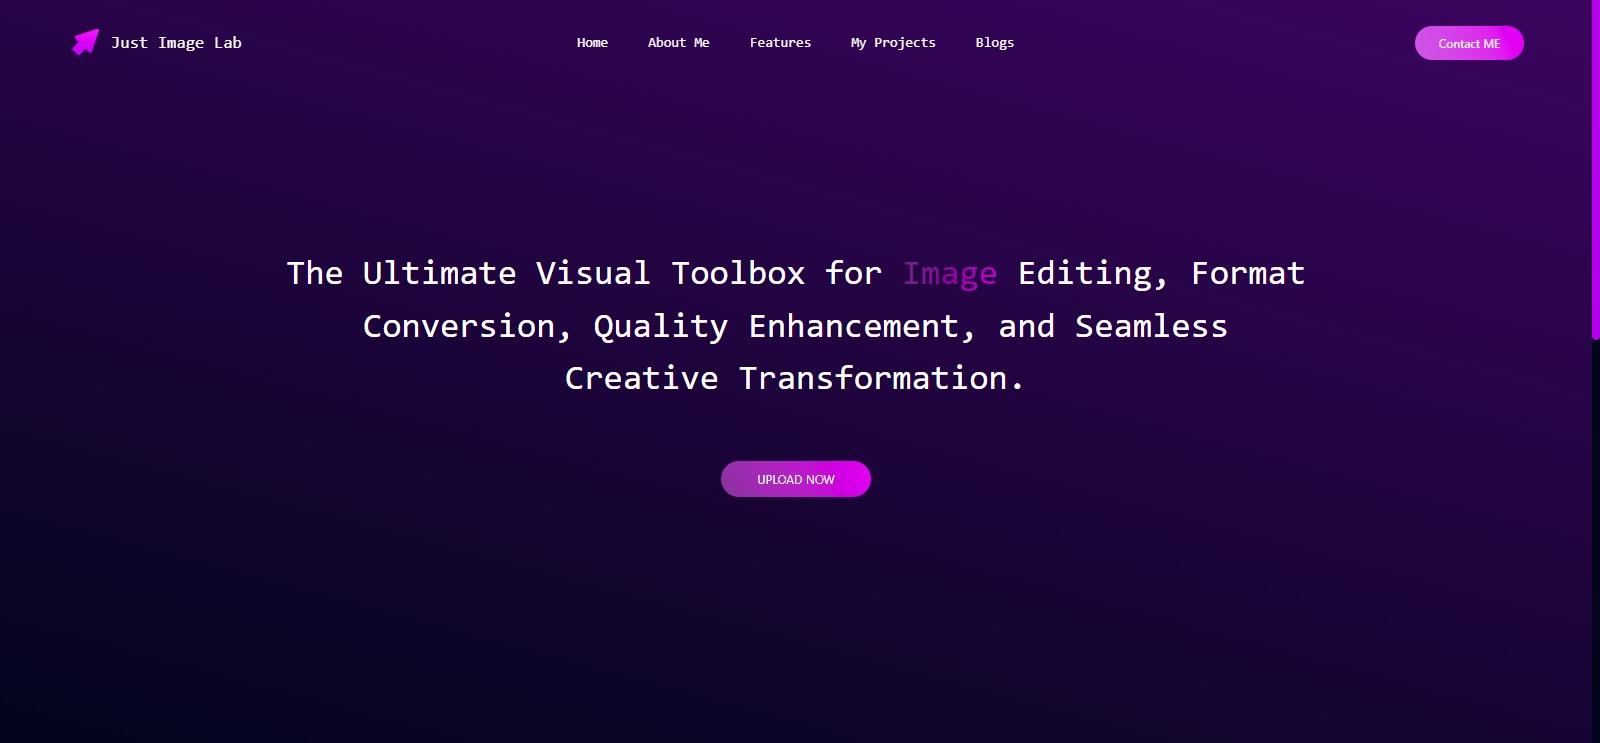 Just Image Lab
Home
About Me
Features
My Projects
Blogs
Contact ME
The Ultimate Visual Toolbox for Image Editing, Format
Conversion, Quality Enhancement, and Seamless
Creative Transformation.
UPLOAD NOW